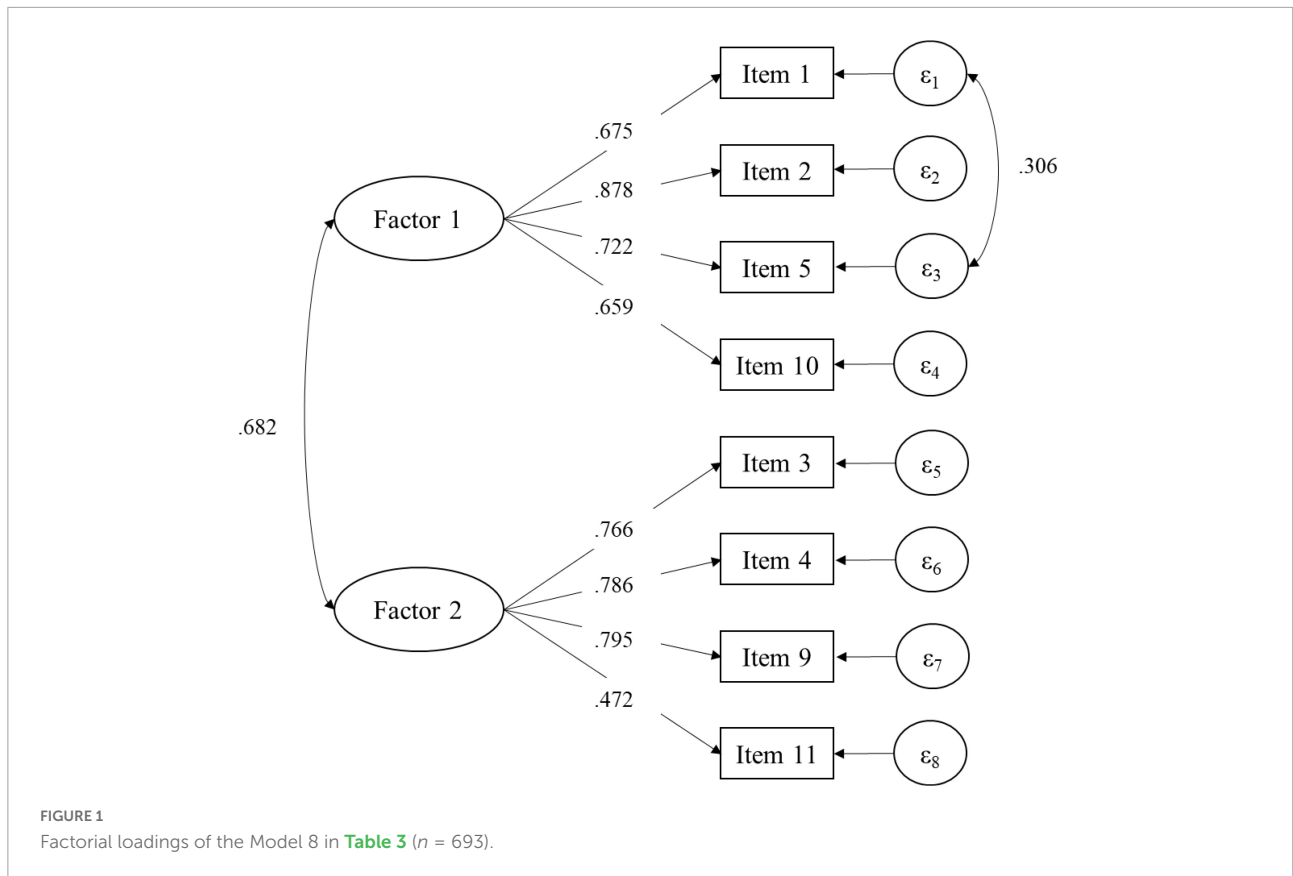 Item 1
ε1
.675
Item 2
ε2
.306
.878
Factor 1
.722
Item 5
ε3
.659
Item 10
ε4
.682
Item 3
ε5
.766
Item 4
ε6
.786
Factor 2
.795
Item 9
ε7
.472
Item 11
ε8
FIGURE 1
Factorial loadings of the Model 8 in Table 3 (n = 693).